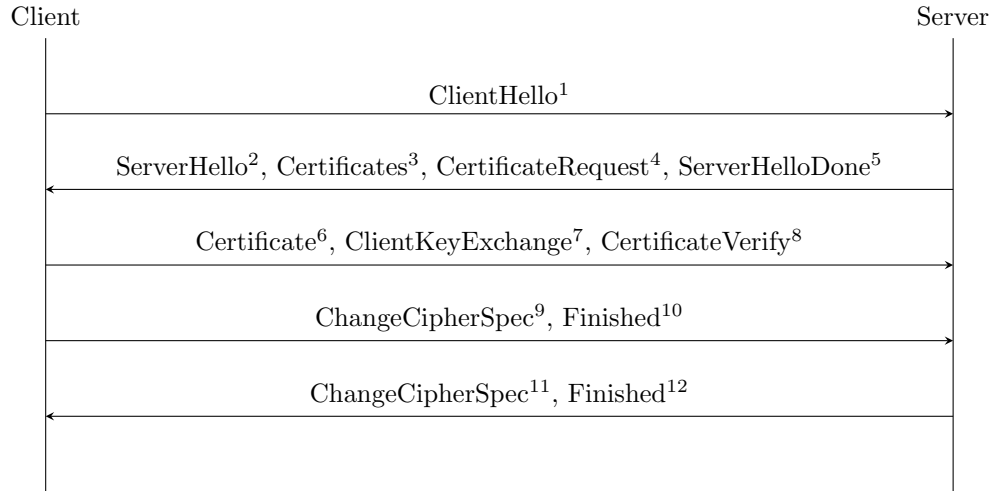 Client Server
ClientHello¹
ServerHello², Certificates³, CertificateRequest⁴, ServerHelloDone⁵
Certificate⁶, ClientKeyExchange⁷, CertificateVerify⁸
ChangeCipherSpec⁹, Finished¹⁰
ChangeCipherSpec¹¹, Finished¹²